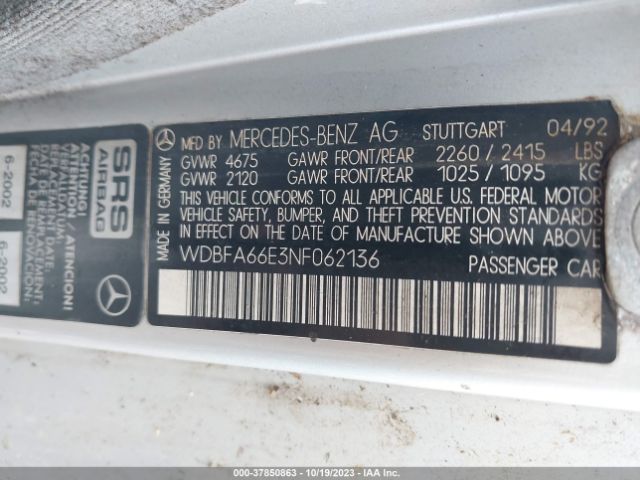 MFD BY MERCEDES-BENZ AG STUTTGART 04/92
GVWR 4675 GAWR FRONT/REAR 2260 / 2415 LBS
GVWR 2120 GAWR FRONT/REAR 1025 / 1095 KG
THIS VEHICLE CONFORMS TO ALL APPLICABLE U.S. FEDERAL MOTOR
VEHICLE SAFETY, BUMPER, AND THEFT PREVENTION STANDARDS
IN EFFECT ON THE DATE OF MANUFACTURE SHOWN ABOVE
WDBFA66E3NF062136 PASSENGER CAR
MADE IN GERMANY
SRS
AIRBAG
ACHTUNG
ATTENTION/ ATENCION!
6-2002
6-2002
000-37850863 - 10/19/2023 - IAA Inc.